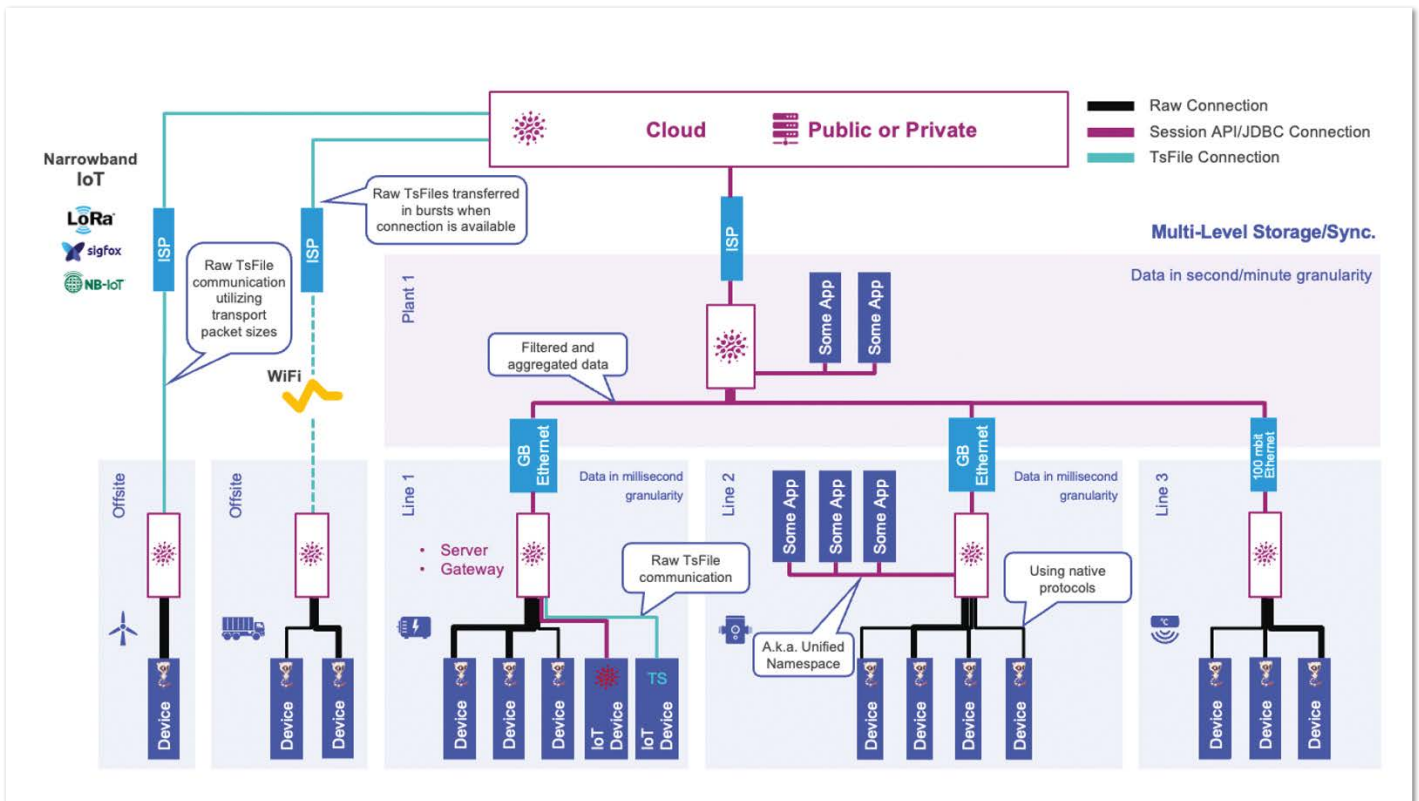 Cloud
Public or Private
Raw Connection
Session API/JDBC Connection
TsFile Connection
Narrowband
IoT
LoRa
sigfox
NB-IoT
ISP
ISP
ISP
Raw TsFiles transferred
in bursts when
connection is available
Raw TsFile
communication
utilizing
transport
packet sizes
WiFi
Multi-Level Storage/Sync.
Plant 1
Data in second/minute granularity
Some App
Some App
Filtered and
aggregated data
GB
Ethernet
GB
Ethernet
100 mbit
Ethernet
Offsite
Device
Offsite
Device
Device
Line 1
Data in millisecond
granularity
• Server
• Gateway
Raw TsFile
communication
Device
Device
Device
IoT
Device
TS
IoT
Device
Line 2
Data in millisecond
granularity
Some App
Some App
Some App
Using native
protocols
A.k.a. Unified
Namespace
Device
Device
Device
Device
Line 3
°C
Device
Device
Device